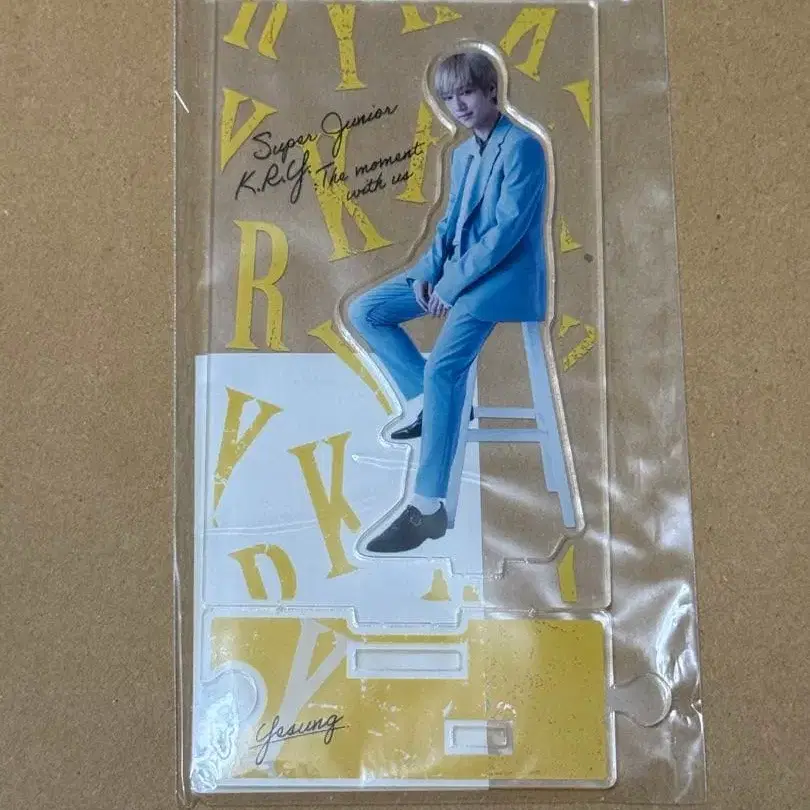 Super Junior
K.R.Y. The moment
with us
R
Y
K
R
Y
K
R
Y
Yesung